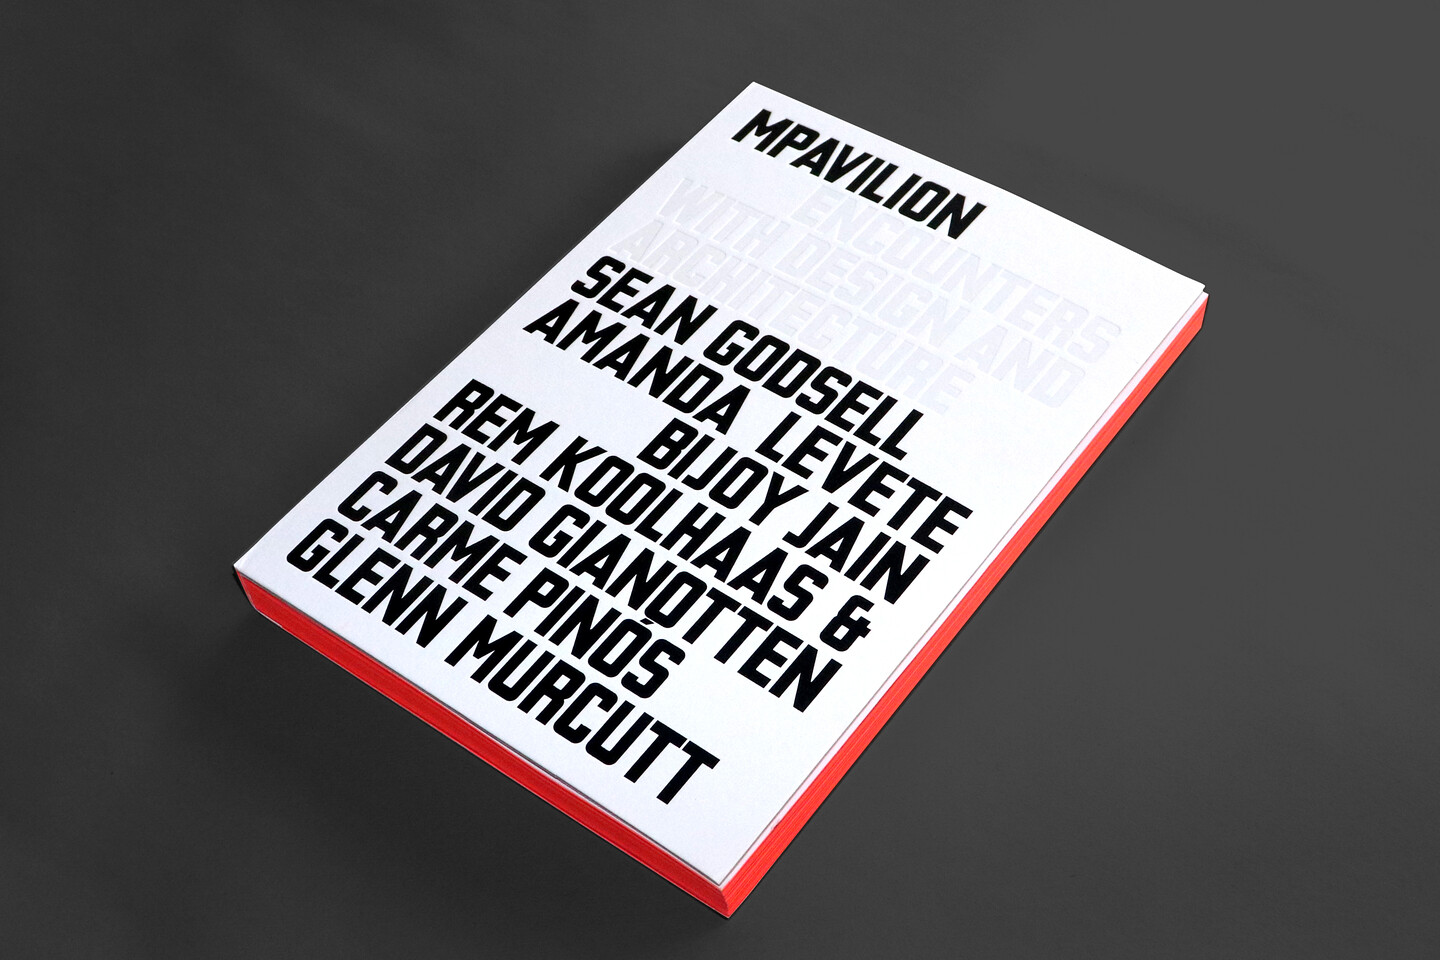 MPAVILION
ENCOUNTERS
WITH DESIGN AND
ARCHITECTURE
SEAN GODSELL
AMANDA LEVETE
BIJOY JAIN
REM KOOLHAAS &
DAVID GIANOTTEN
CARME PINÓS
GLENN MURCUTT